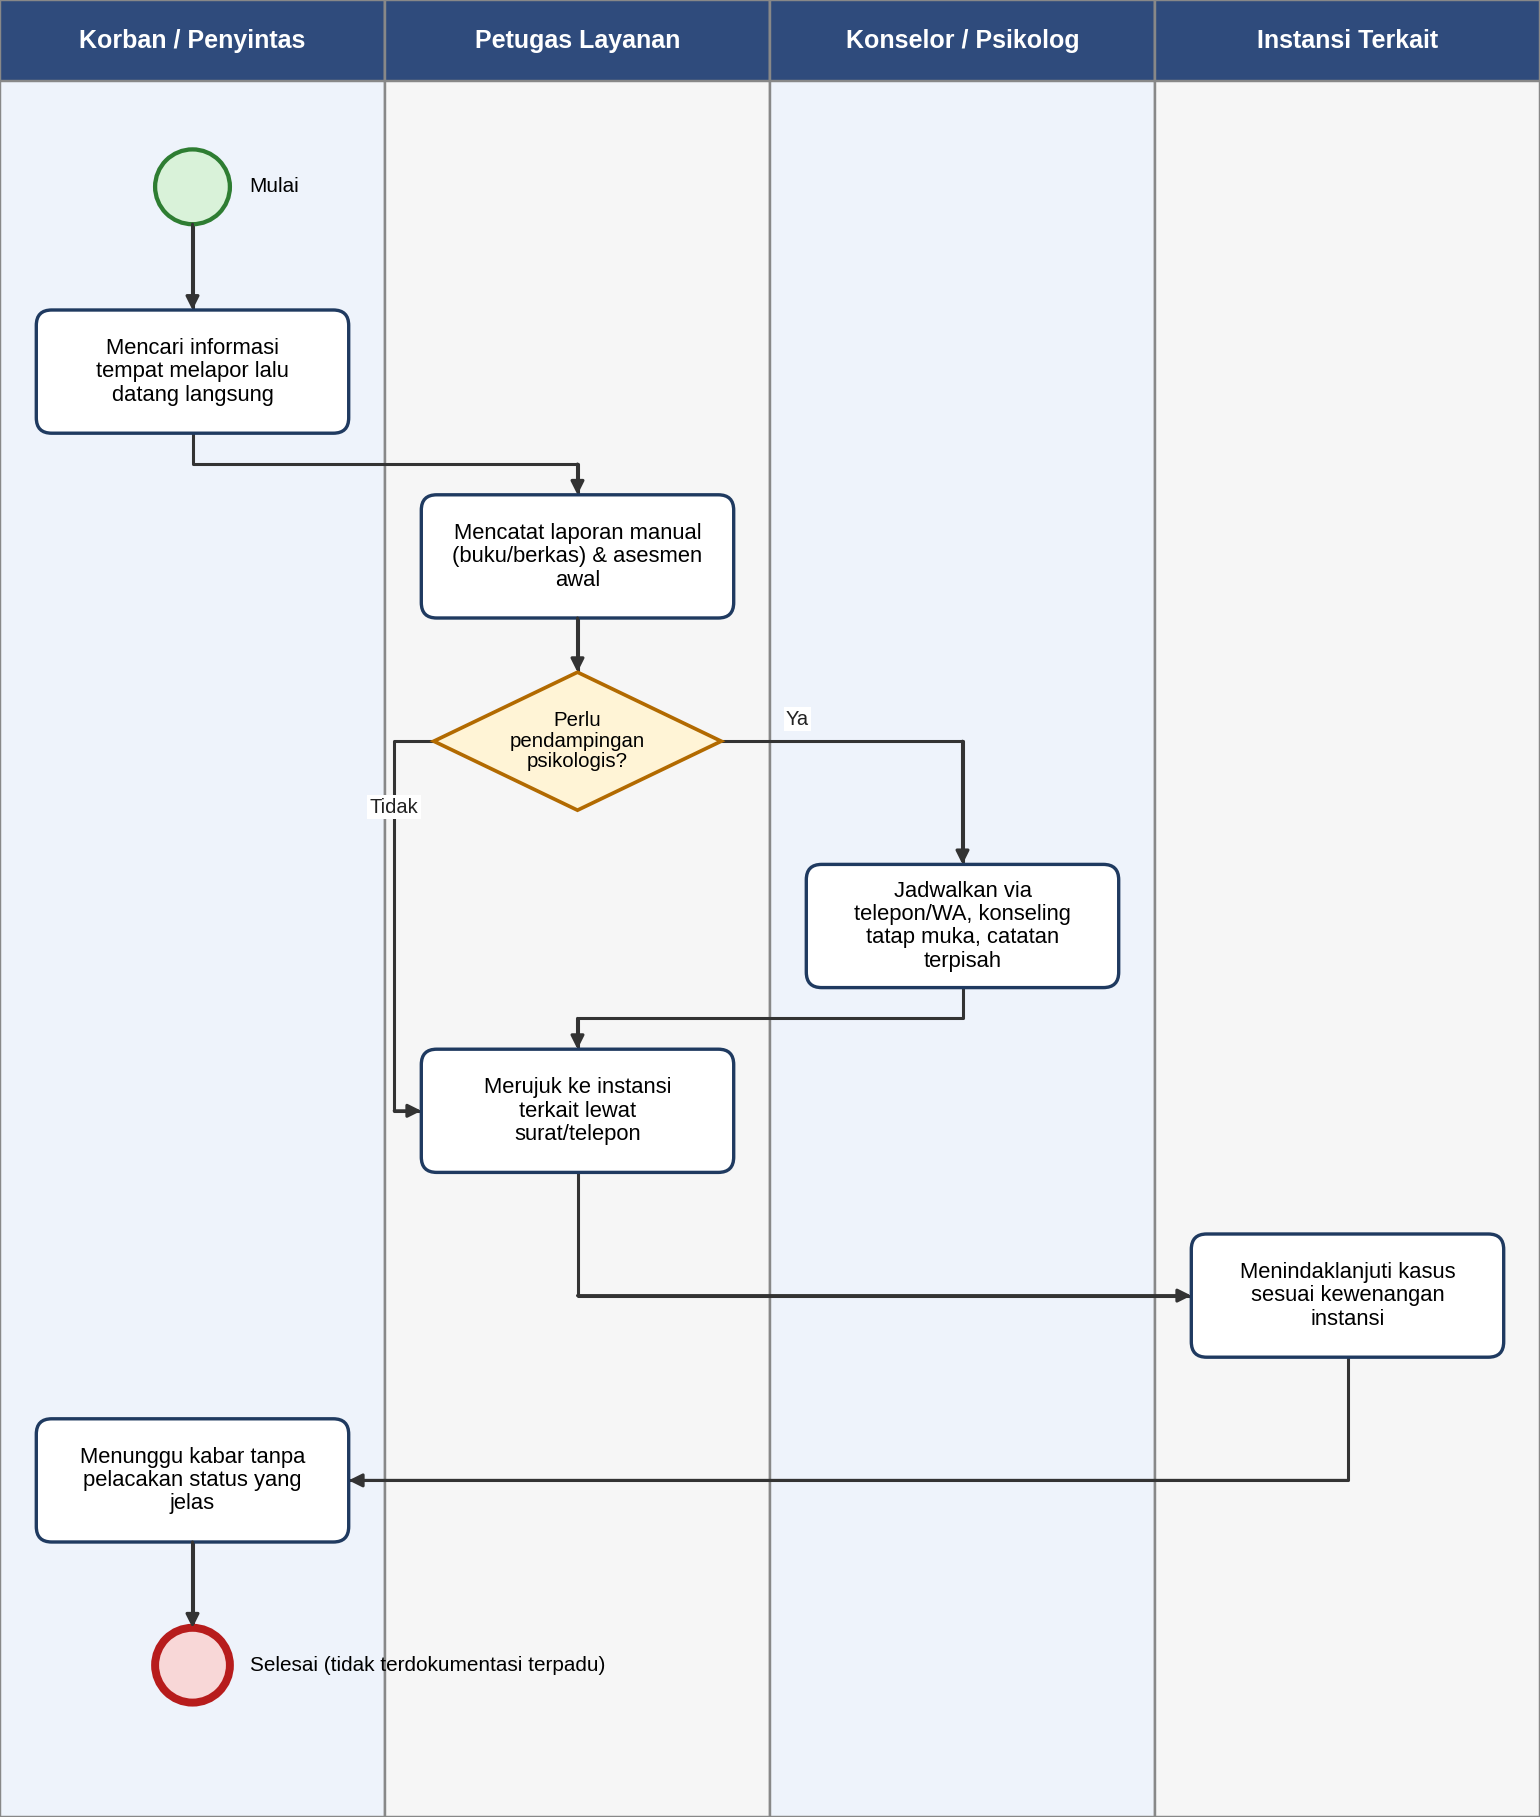 Korban / Penyintas
Petugas Layanan
Konselor / Psikolog
Instansi Terkait
Mulai
Mencari informasi
tempat melapor lalu
datang langsung
Mencatat laporan manual
(buku/berkas) & asesmen
awal
Perlu
pendampingan
psikologis?
Ya
Tidak
Jadwalkan via
telepon/WA, konseling
tatap muka, catatan
terpisah
Merujuk ke instansi
terkait lewat
surat/telepon
Menindaklanjuti kasus
sesuai kewenangan
instansi
Menunggu kabar tanpa
pelacakan status yang
jelas
Selesai (tidak terdokumentasi terpadu)